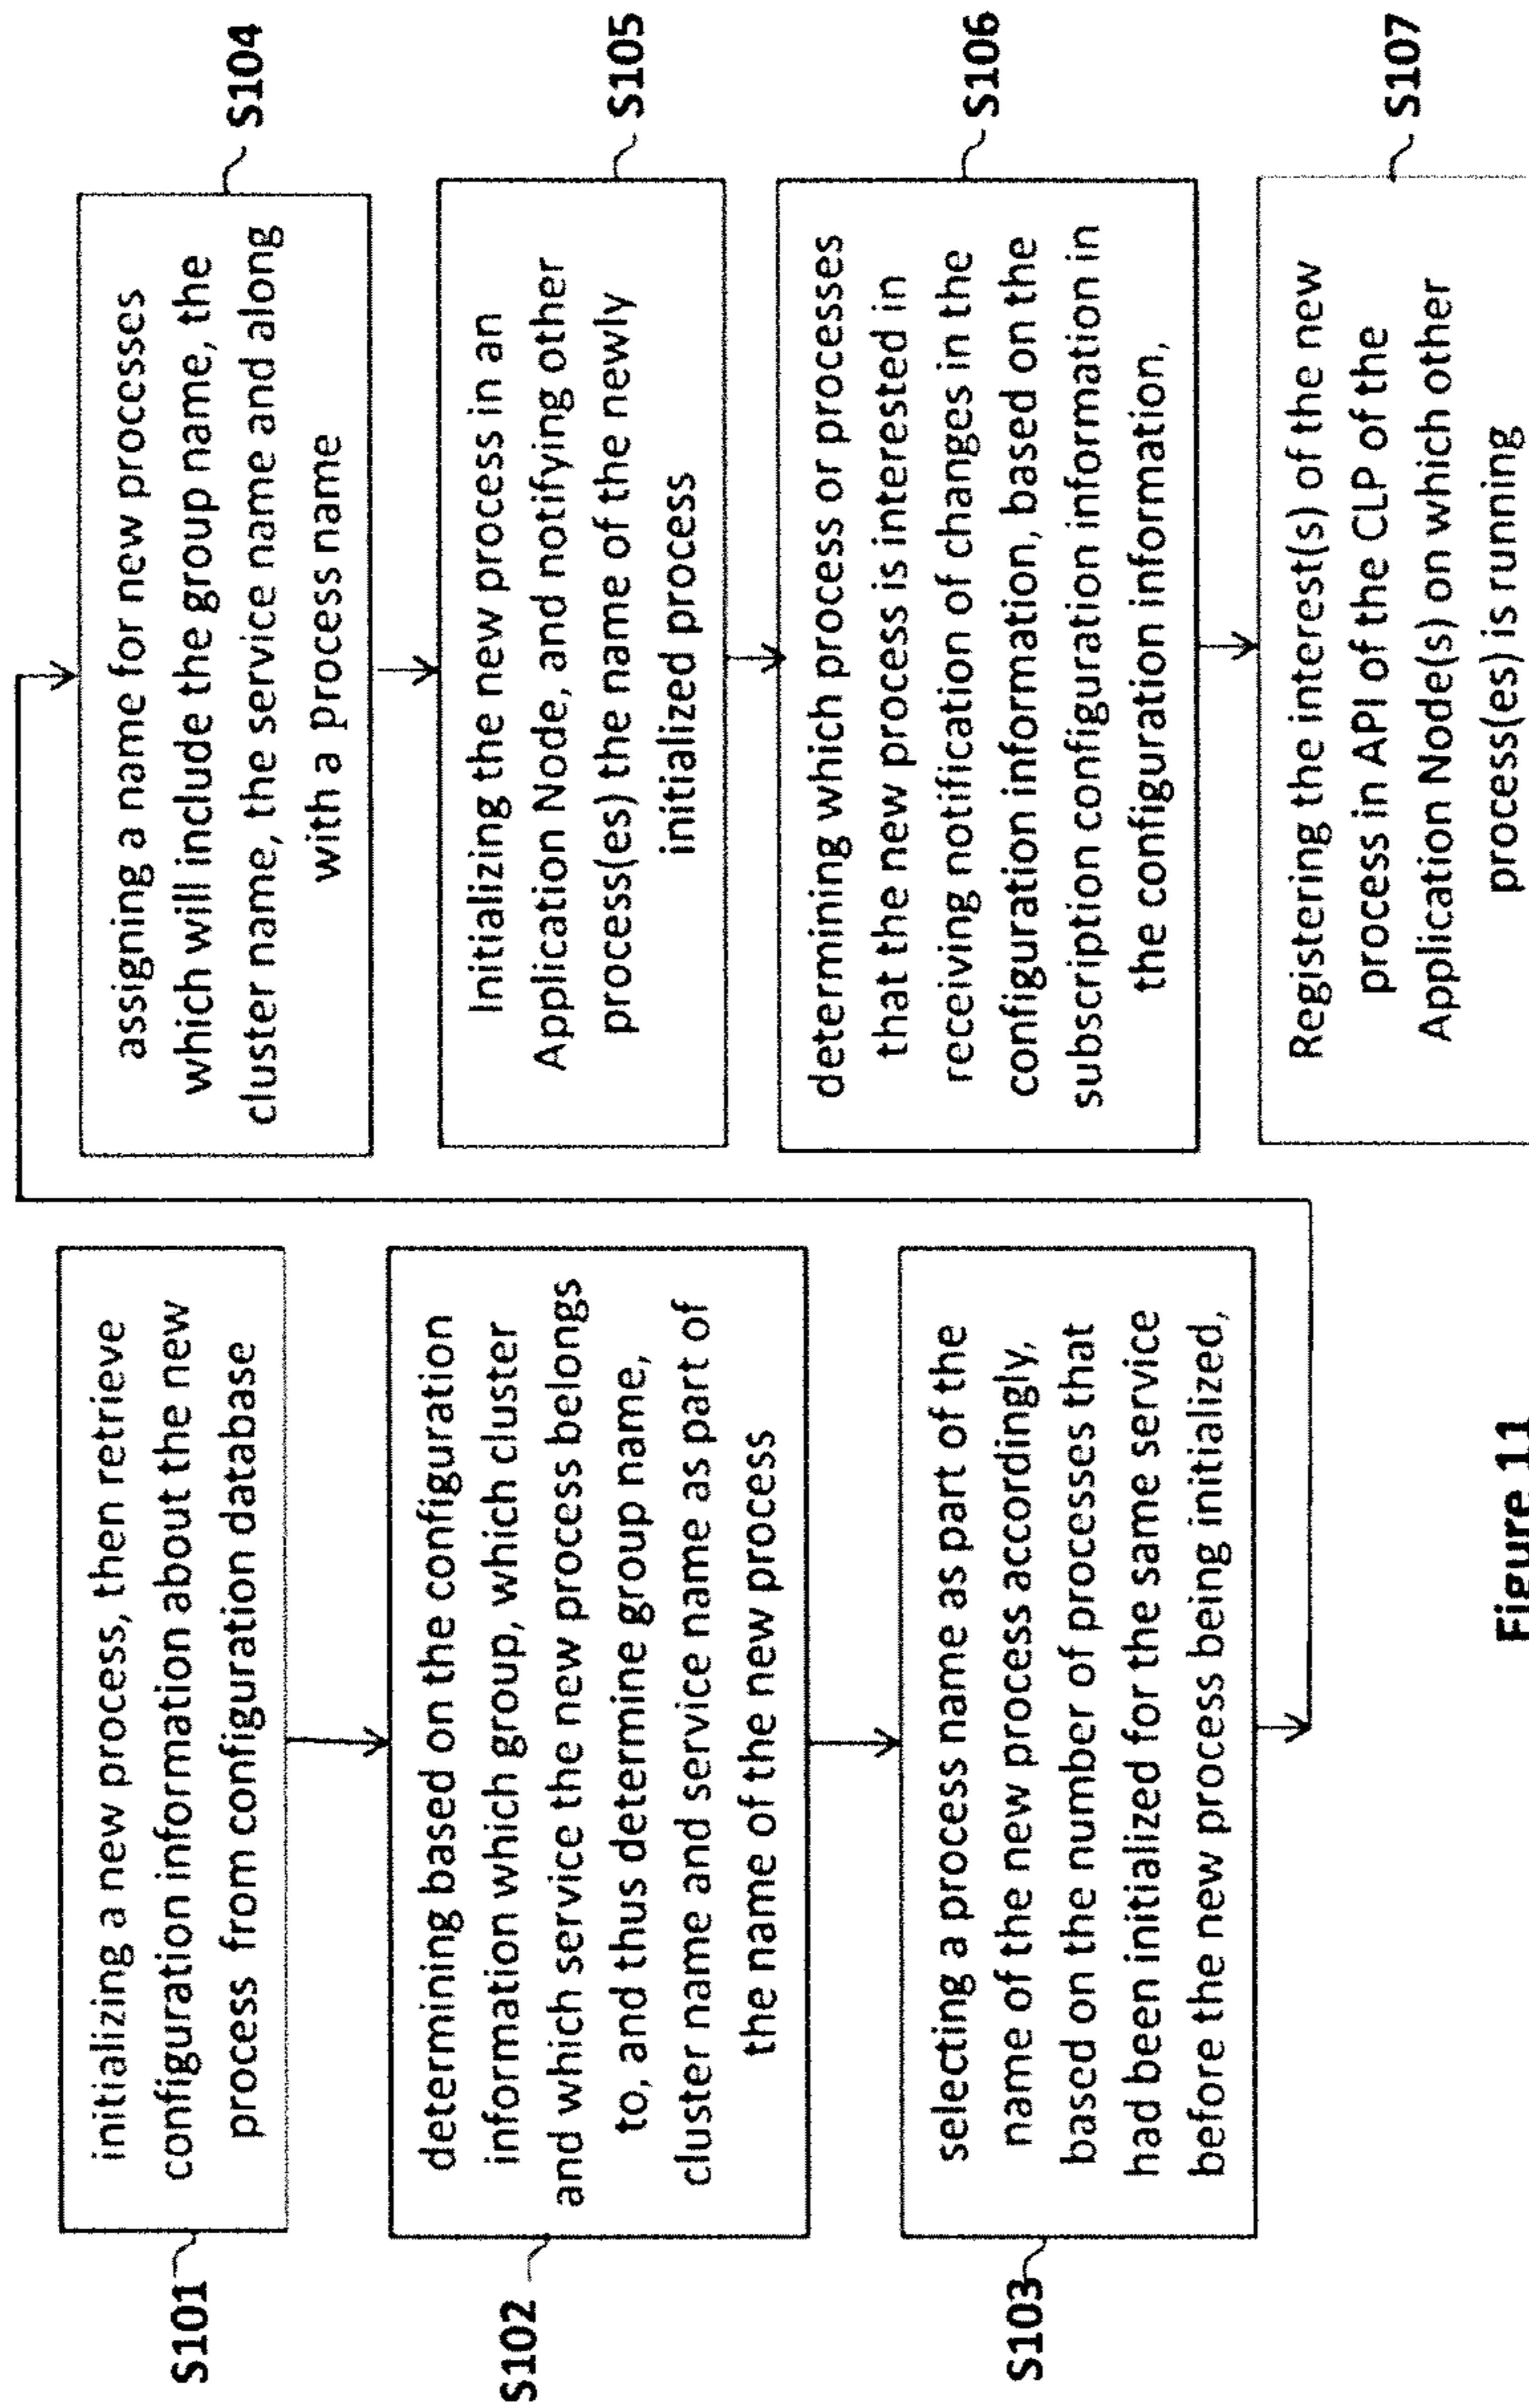 S101
initializing a new process, then retrieve
configuration information about the new
process from configuration database
S102
determining based on the configuration
information which group, which cluster
and which service the new process belongs
to, and thus determine group name,
cluster name and service name as part of
the name of the new process
S103
selecting a process name as part of the
name of the new process accordingly,
based on the number of processes that
had been initialized for the same service
before the new process being initialized,
S104
assigning a name for new processes
which will include the group name, the
cluster name, the service name and along
with a process name
S105
Initializing the new process in an
Application Node, and notifying other
process(es) the name of the newly
initialized process
S106
determining which process or processes
that the new process is interested in
receiving notification of changes in the
configuration information, based on the
subscription configuration information in
the configuration information,
S107
Registering the interest(s) of the new
process in API of the CLP of the
Application Node(s) on which other
process(es) is running
Figure 11